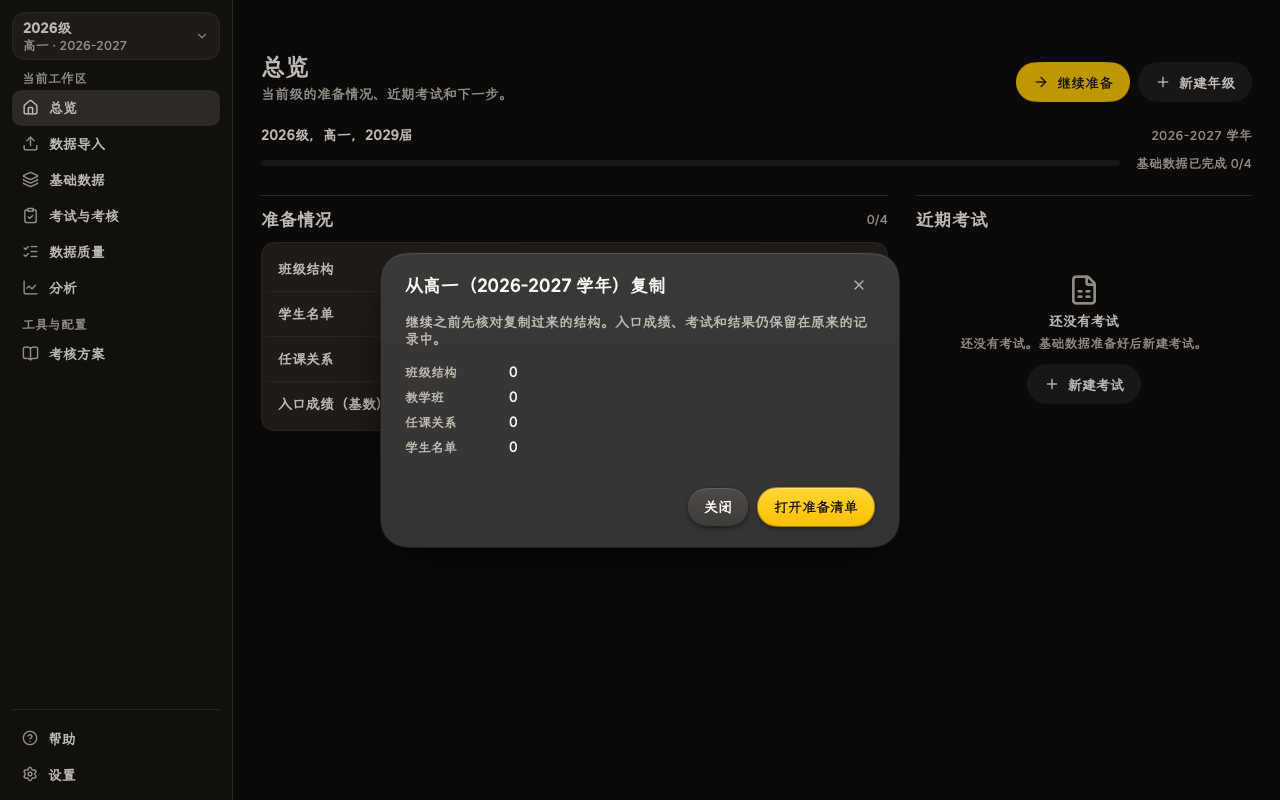 2026级
高一 · 2026-2027
当前工作区
总览
数据导入
基础数据
考试与考核
数据质量
分析
工具与配置
考核方案
帮助
设置
总览
当前级的准备情况、近期考试和下一步。
继续准备
新建年级
2026级，高一，2029届
2026-2027 学年
基础数据已完成 0/4
准备情况
0/4
班级结构
学生名单
任课关系
入口成绩（基数）
近期考试
还没有考试
还没有考试。基础数据准备好后新建考试。
新建考试
从高一（2026-2027 学年）复制
继续之前先核对复制过来的结构。入口成绩、考试和结果仍保留在原来的记
录中。
班级结构 0
教学班 0
任课关系 0
学生名单 0
关闭
打开准备清单